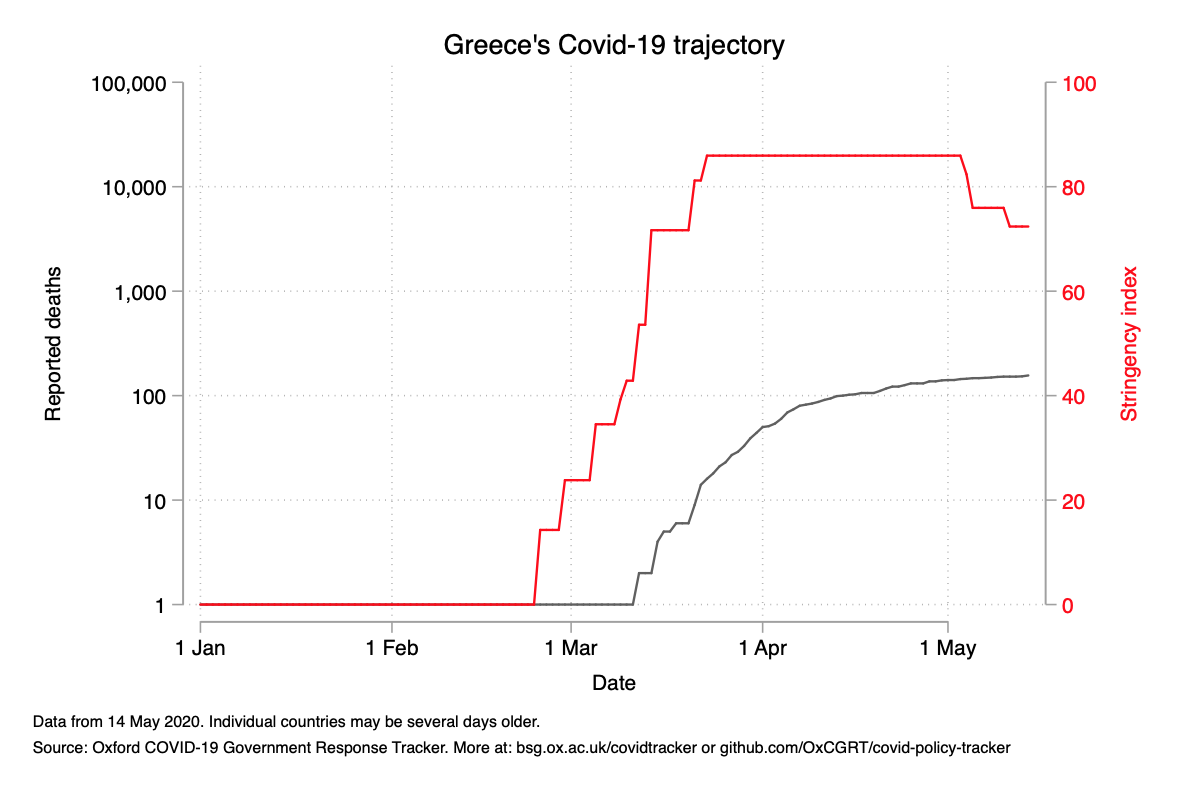 Greece's Covid-19 trajectory
100,000
10,000
1,000
100
10
1
Reported deaths
100
80
60
40
20
0
Stringency index
1 Jan
1 Feb
1 Mar
1 Apr
1 May
Date
Data from 14 May 2020. Individual countries may be several days older.
Source: Oxford COVID-19 Government Response Tracker. More at: bsg.ox.ac.uk/covidtracker or github.com/OxCGRT/covid-policy-tracker